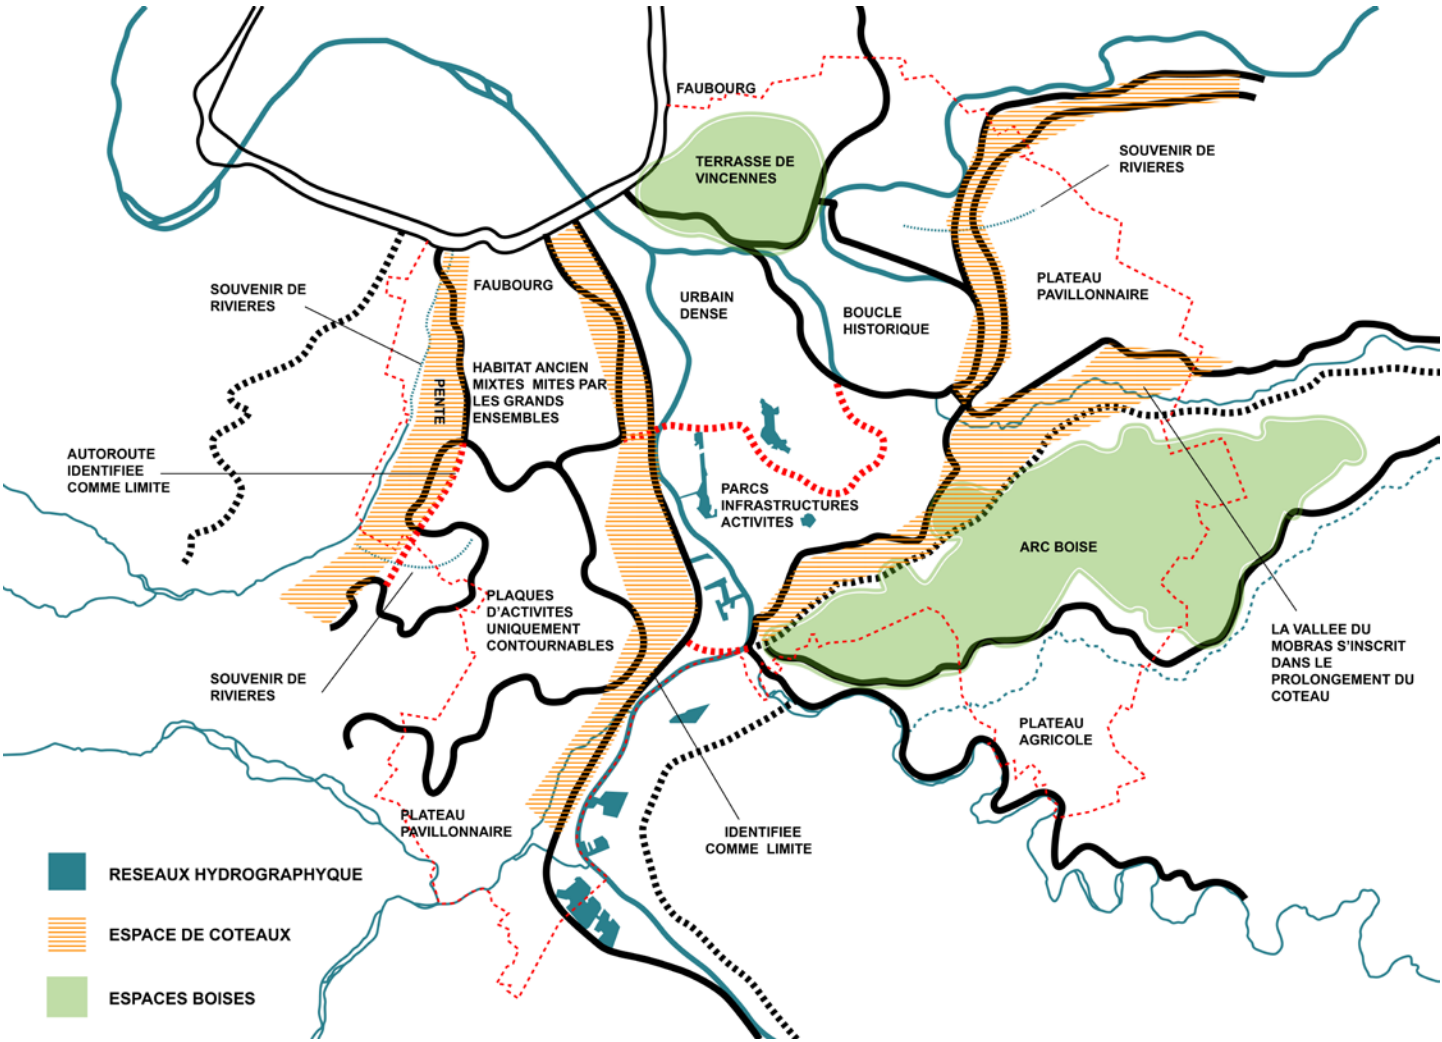 FAUBOURG
TERRASSE DE
VINCENNES
SOUVENIR DE
RIVIERES
SOUVENIR DE
RIVIERES
FAUBOURG
URBAIN
DENSE
BOUCLE
HISTORIQUE
PLATEAU
PAVILLONNAIRE
HABITAT ANCIEN
MIXTES MITES PAR
LES GRANDS
ENSEMBLES
PENTE
AUTOROUTE
IDENTIFIEE
COMME LIMITE
PARCS
INFRASTRUCTURES
ACTIVITES
ARC BOISE
PLAQUES
D'ACTIVITES
UNIQUEMENT
CONTOURNABLES
SOUVENIR DE
RIVIERES
LA VALLEE DU
MOBRAS S'INSCRIT
DANS LE
PROLONGEMENT DU
COTEAU
PLATEAU
AGRICOLE
PLATEAU
PAVILLONNAIRE
IDENTIFIEE
COMME LIMITE
RESEAUX HYDROGRAPHYQUE
ESPACE DE COTEAUX
ESPACES BOISES